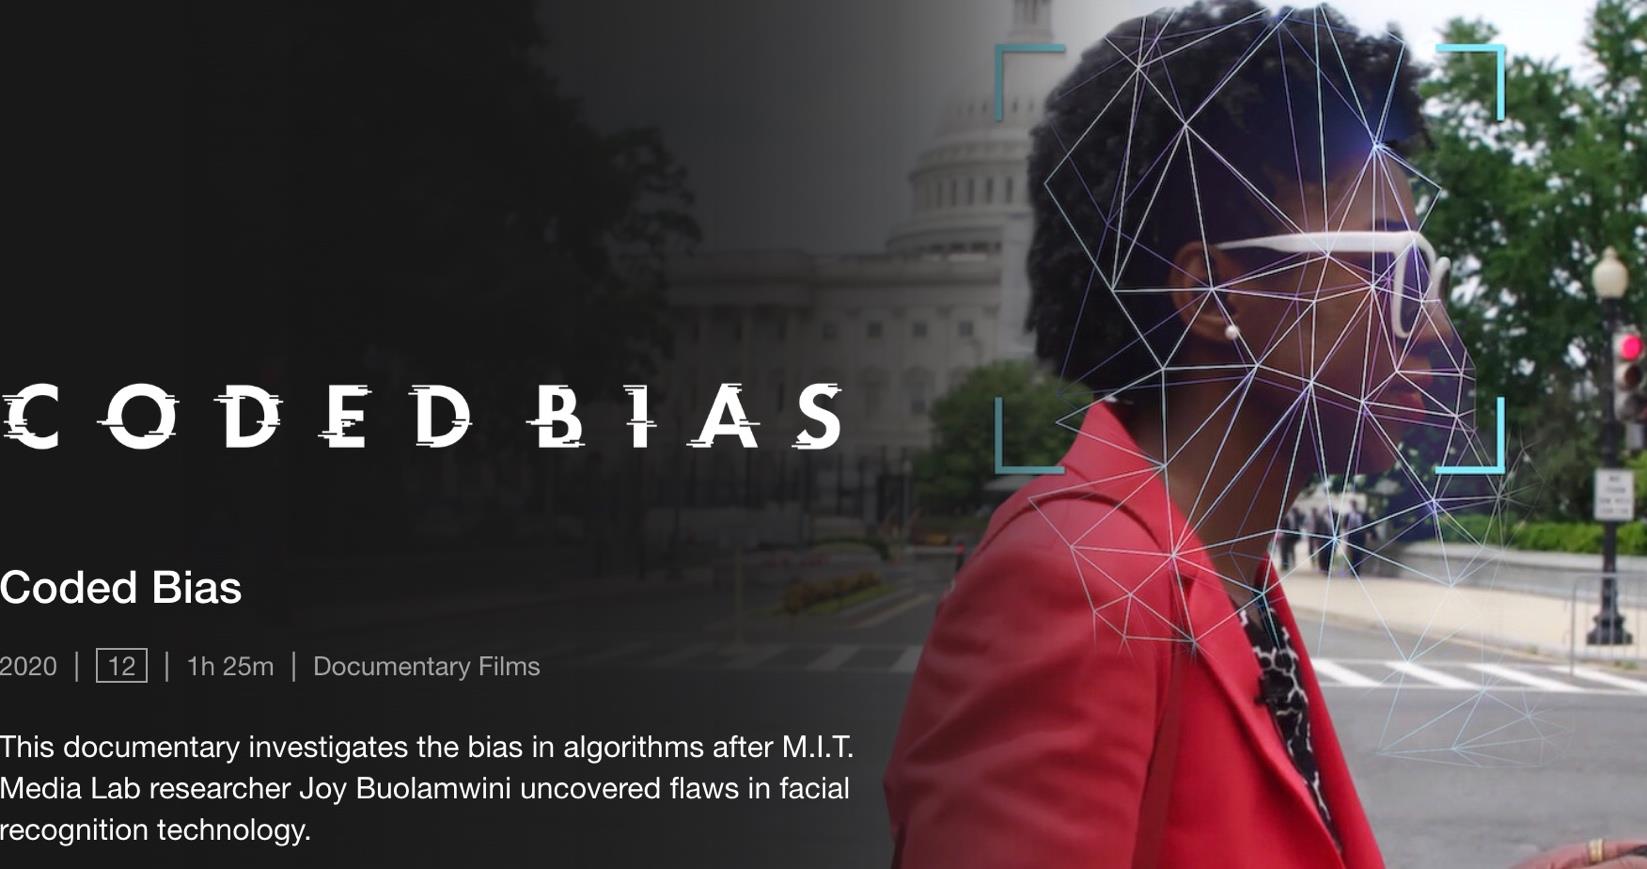 CODED BIAS
Coded Bias
2020 | 12 | 1h 25m | Documentary Films
This documentary investigates the bias in algorithms after M.I.T.
Media Lab researcher Joy Buolamwini uncovered flaws in facial
recognition technology.